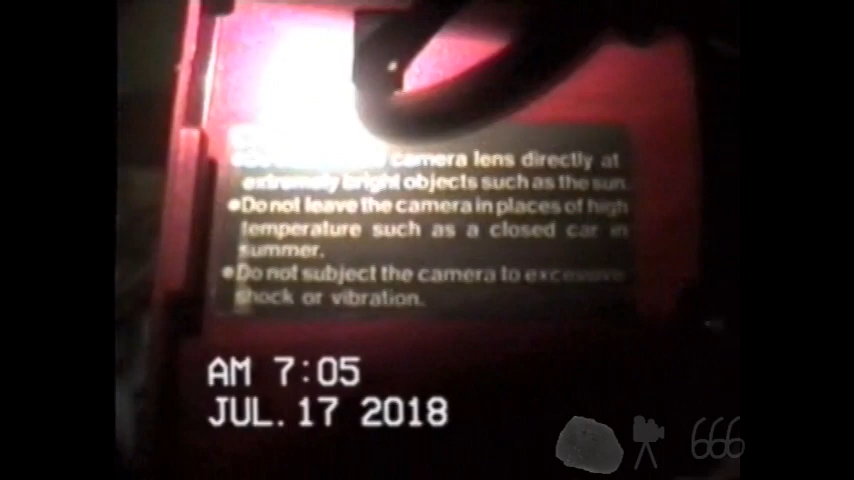 camera lens directly at
extremely bright objects such as the sun.
•Do not leave the camera in places of high
temperature such as a closed car in
summer.
•Do not subject the camera to excessive
shock or vibration.
AM 7:05
JUL. 17 2018
666